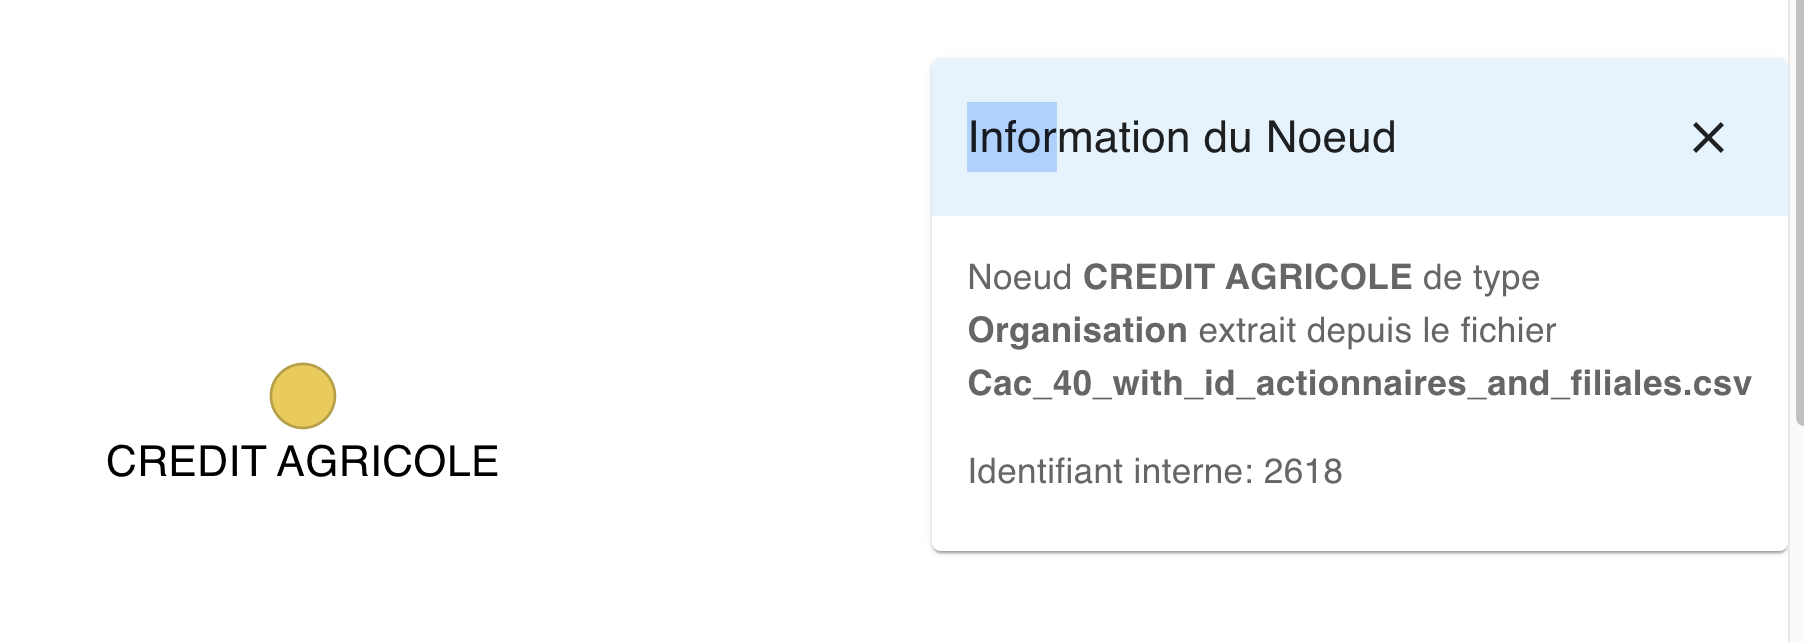 Information du Noeud
Noeud CREDIT AGRICOLE de type
Organisation extrait depuis le fichier
Cac_40_with_id_actionnaires_and_filiales.csv
Identifiant interne: 2618
CREDIT AGRICOLE